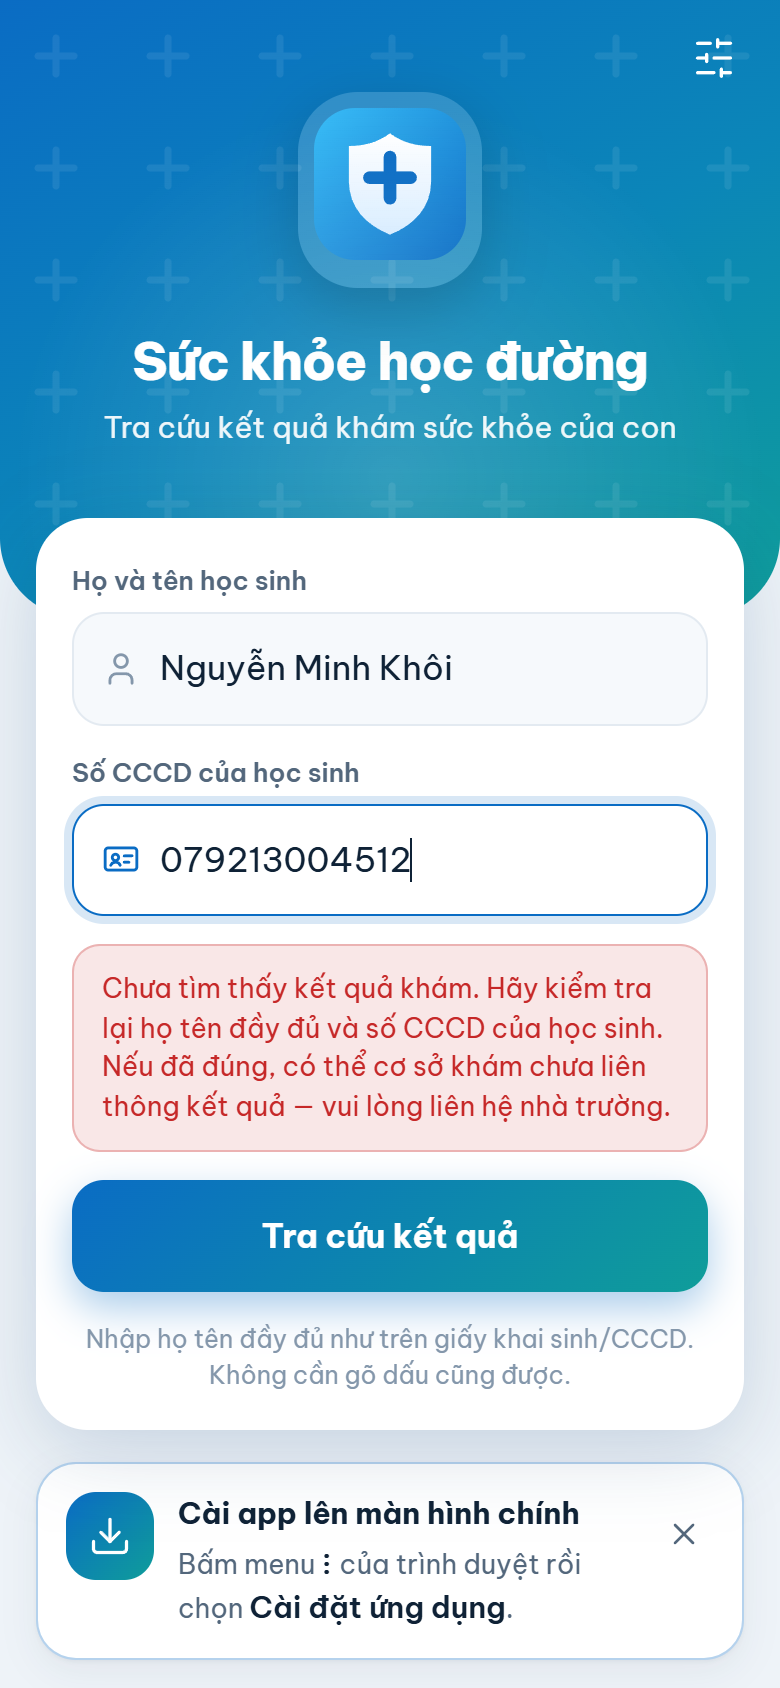 Sức khỏe học đường
Tra cứu kết quả khám sức khỏe của con
Họ và tên học sinh
Nguyễn Minh Khôi
Số CCCD của học sinh
079213004512
Chưa tìm thấy kết quả khám. Hãy kiểm tra
lại họ tên đầy đủ và số CCCD của học sinh.
Nếu đã đúng, có thể cơ sở khám chưa liên
thông kết quả — vui lòng liên hệ nhà trường.
Tra cứu kết quả
Nhập họ tên đầy đủ như trên giấy khai sinh/CCCD.
Không cần gõ dấu cũng được.
Cài app lên màn hình chính
Bấm menu ⋮ của trình duyệt rồi
chọn Cài đặt ứng dụng.